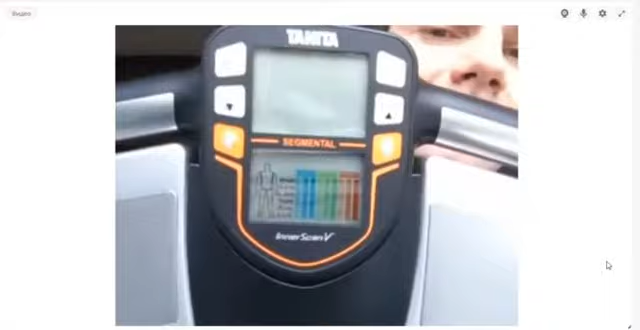 Видео
TANITA
SEGMENTAL
InnerScan V